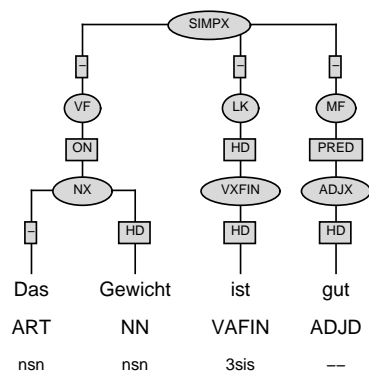 SIMPX
– – –
VF LK MF
ON HD PRED
NX VXFIN ADJX
– HD HD HD
Das Gewicht ist gut
ART NN VAFIN ADJD
nsn nsn 3sis −−